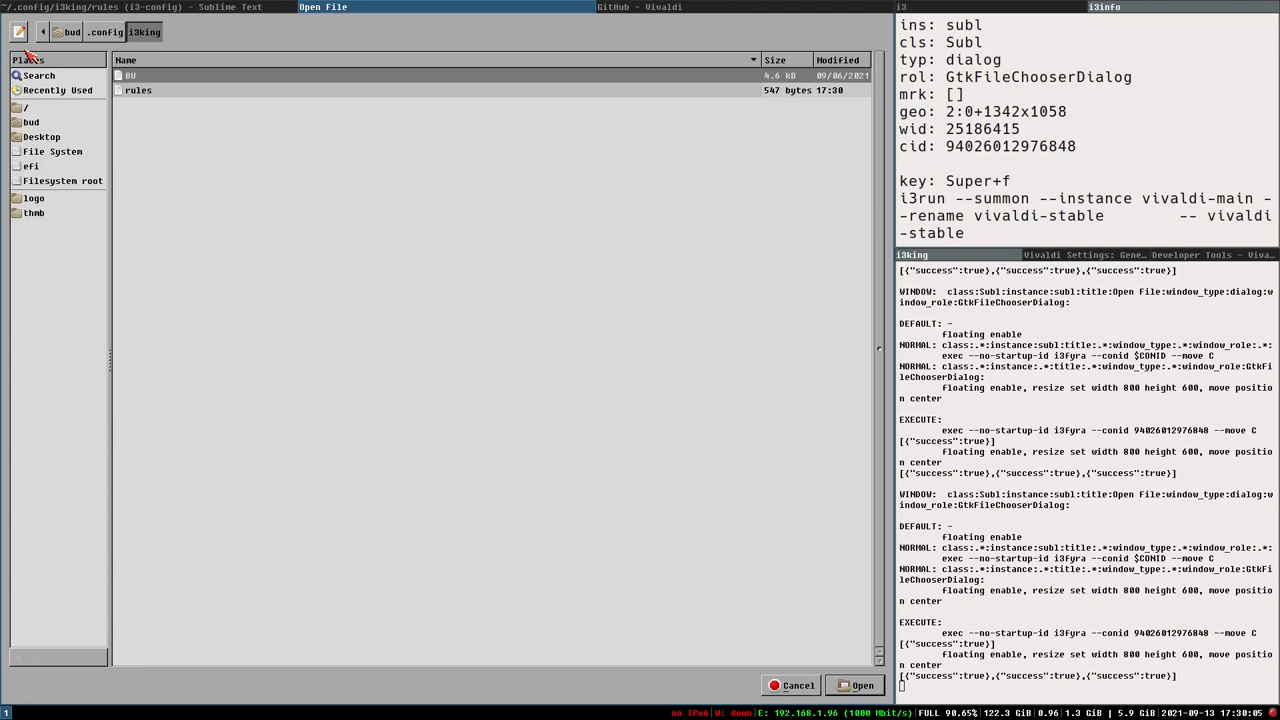 ~/.config/i3king/rules (i3-config) - Sublime Text
Open File
GitHub - Vivaldi
i3
i3info
bud
.config
i3king
Places
Search
Recently Used
/
bud
Desktop
File System
efi
Filesystem root
logo
thmb
Name Size Modified
BU 4.6 kB 09/06/2021
rules 547 bytes 17:30
Cancel
Open
ins: subl
cls: Subl
typ: dialog
rol: GtkFileChooserDialog
mrk: []
geo: 2:0+1342x1058
wid: 25186415
cid: 94026012976848
key: Super+f
i3run --summon --instance vivaldi-main -
-rename vivaldi-stable -- vivaldi
-stable
i3king
Vivaldi Settings: Gene...
Developer Tools - Viva...
[{"success":true},{"success":true},{"success":true}]
WINDOW: class:Subl:instance:subl:title:Open File:window_type:dialog:w
indow_role:GtkFileChooserDialog:
DEFAULT: -
floating enable
NORMAL: class:.*:instance:subl:title:.*:window_type:.*:window_role:.*:
exec --no-startup-id i3fyra --conid $CONID --move C
NORMAL: class:.*:instance:.*:title:.*:window_type:.*:window_role:GtkFi
leChooserDialog:
floating enable, resize set width 800 height 600, move positio
n center
EXECUTE:
exec --no-startup-id i3fyra --conid 94026012976848 --move C
[{"success":true}]
floating enable, resize set width 800 height 600, move positio
n center
[{"success":true},{"success":true},{"success":true}]
WINDOW: class:Subl:instance:subl:title:Open File:window_type:dialog:w
indow_role:GtkFileChooserDialog:
DEFAULT: -
floating enable
NORMAL: class:.*:instance:subl:title:.*:window_type:.*:window_role:.*:
exec --no-startup-id i3fyra --conid $CONID --move C
NORMAL: class:.*:instance:.*:title:.*:window_type:.*:window_role:GtkFi
leChooserDialog:
floating enable, resize set width 800 height 600, move positio
n center
EXECUTE:
exec --no-startup-id i3fyra --conid 94026012976848 --move C
[{"success":true}]
floating enable, resize set width 800 height 600, move positio
n center
[{"success":true},{"success":true},{"success":true}]
1
no IPv6| W: down| E: 192.168.1.96 (1000 Mbit/s)| FULL 90.65%| 122.3 GiB | 0.96 | 1.3 GiB | 5.9 GiB | 2021-09-13 17:30:05